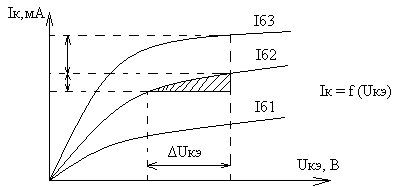 Iк,мА
Iб3
Iб2
Iк = f (Uкэ)
Iб1
ΔUкэ
Uкэ, В